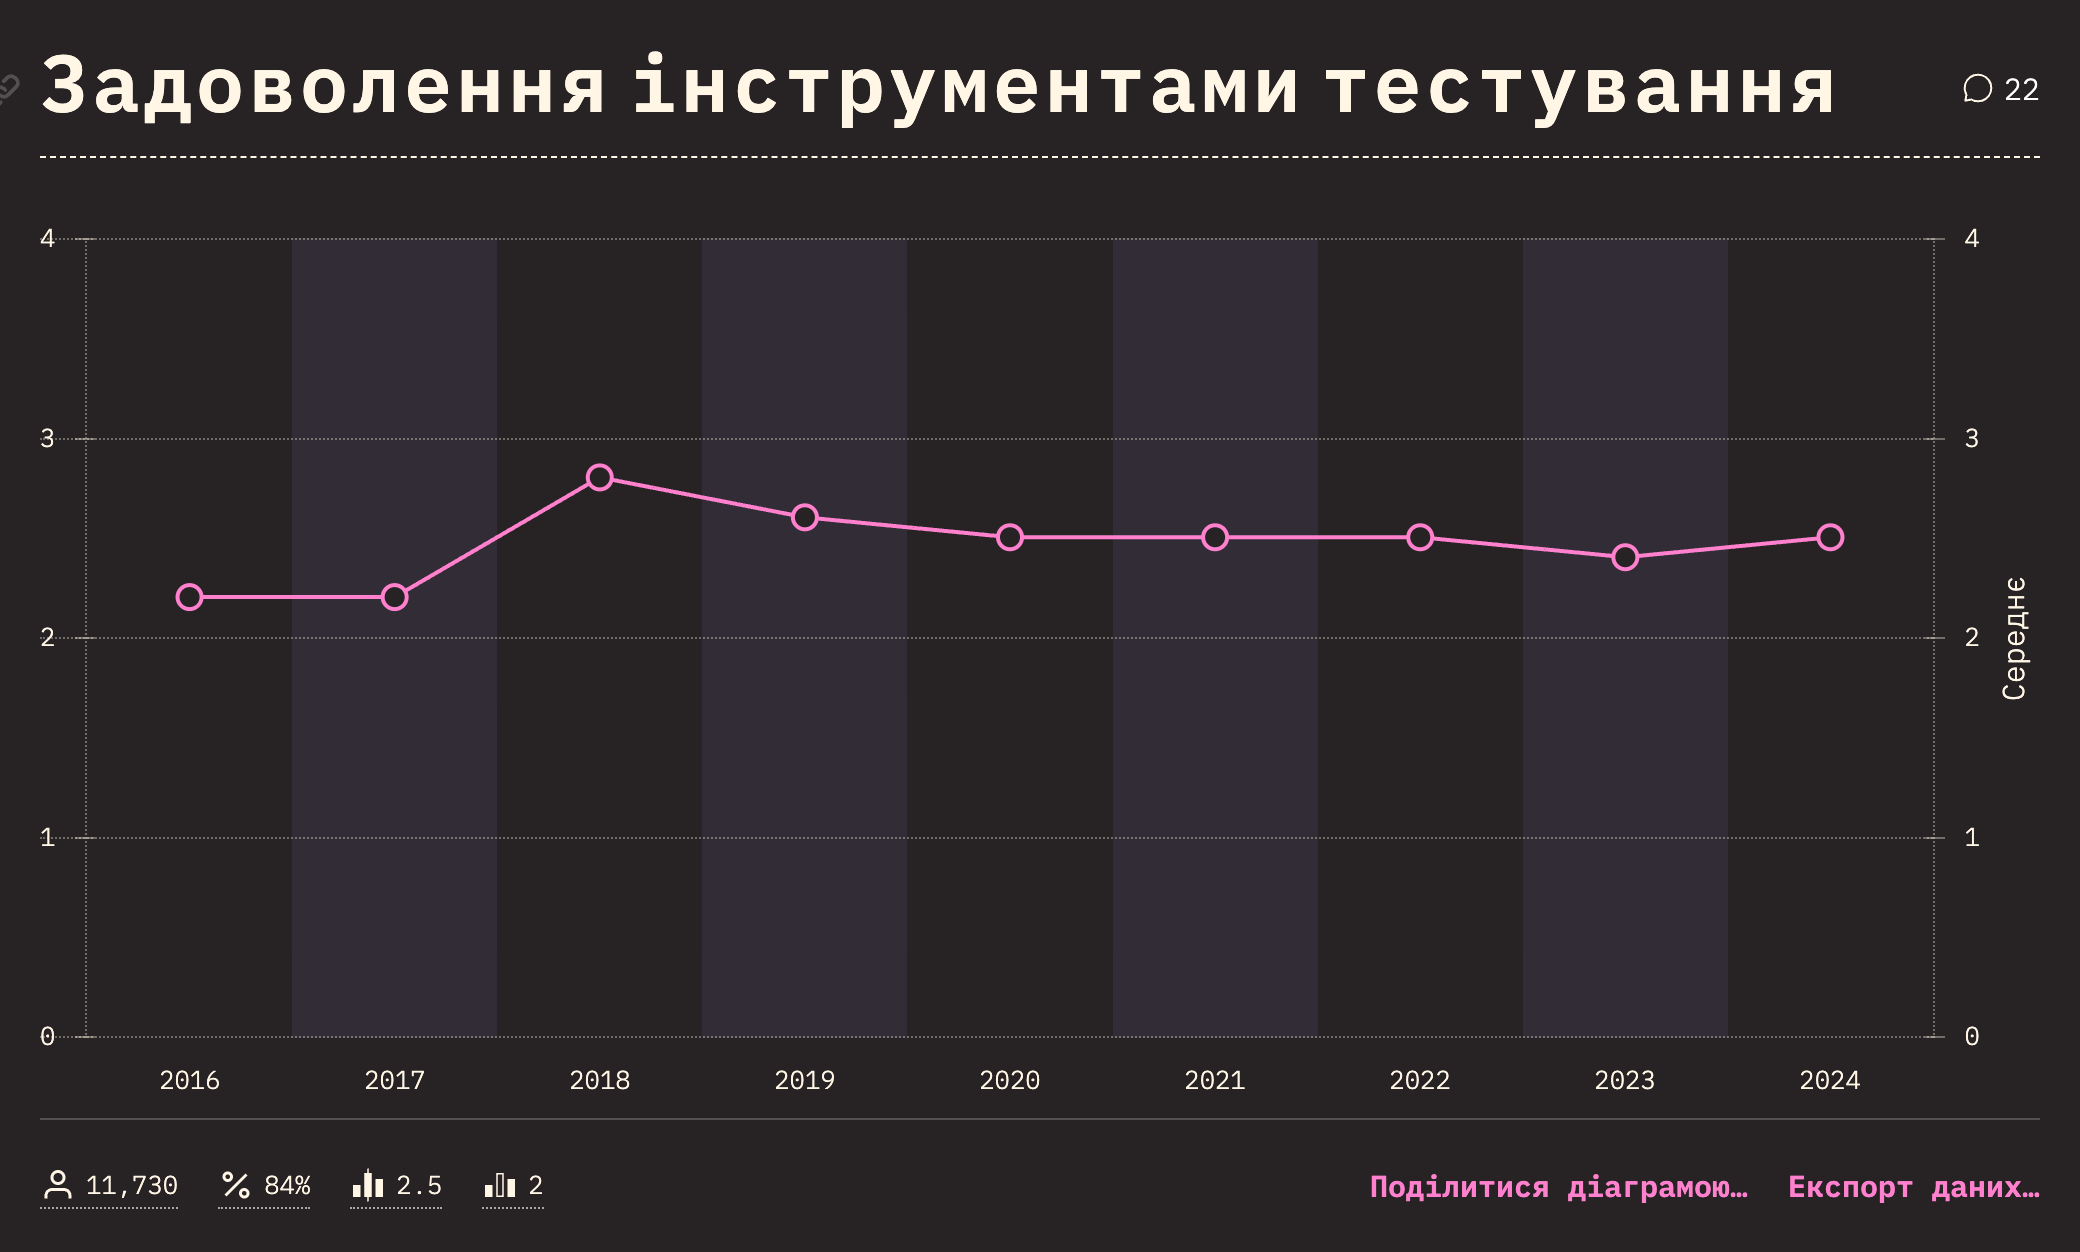 Задоволення інструментами тестування
22
4 4
3 3
2 2
1 1
0 0
Середнє
2016 2017 2018 2019 2020 2021 2022 2023 2024
11,730 84% 2.5 2 Поділитися діаграмою… Експорт даних…